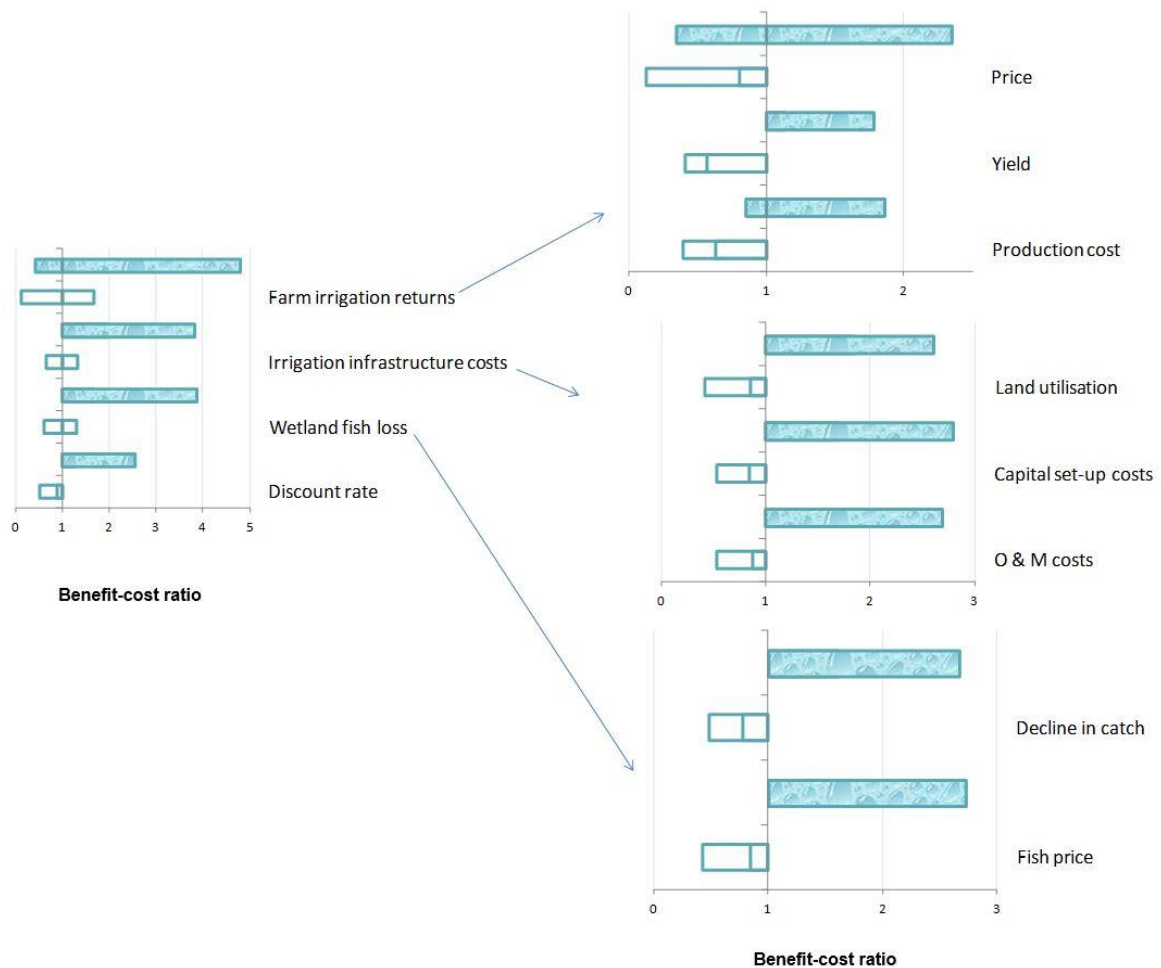 Farm irrigation returns
Irrigation infrastructure costs
Wetland fish loss
Discount rate
0 1 2 3 4 5
Benefit-cost ratio
Price
Yield
Production cost
0 1 2
Land utilisation
Capital set-up costs
O & M costs
0 1 2 3
Decline in catch
Fish price
0 1 2 3
Benefit-cost ratio